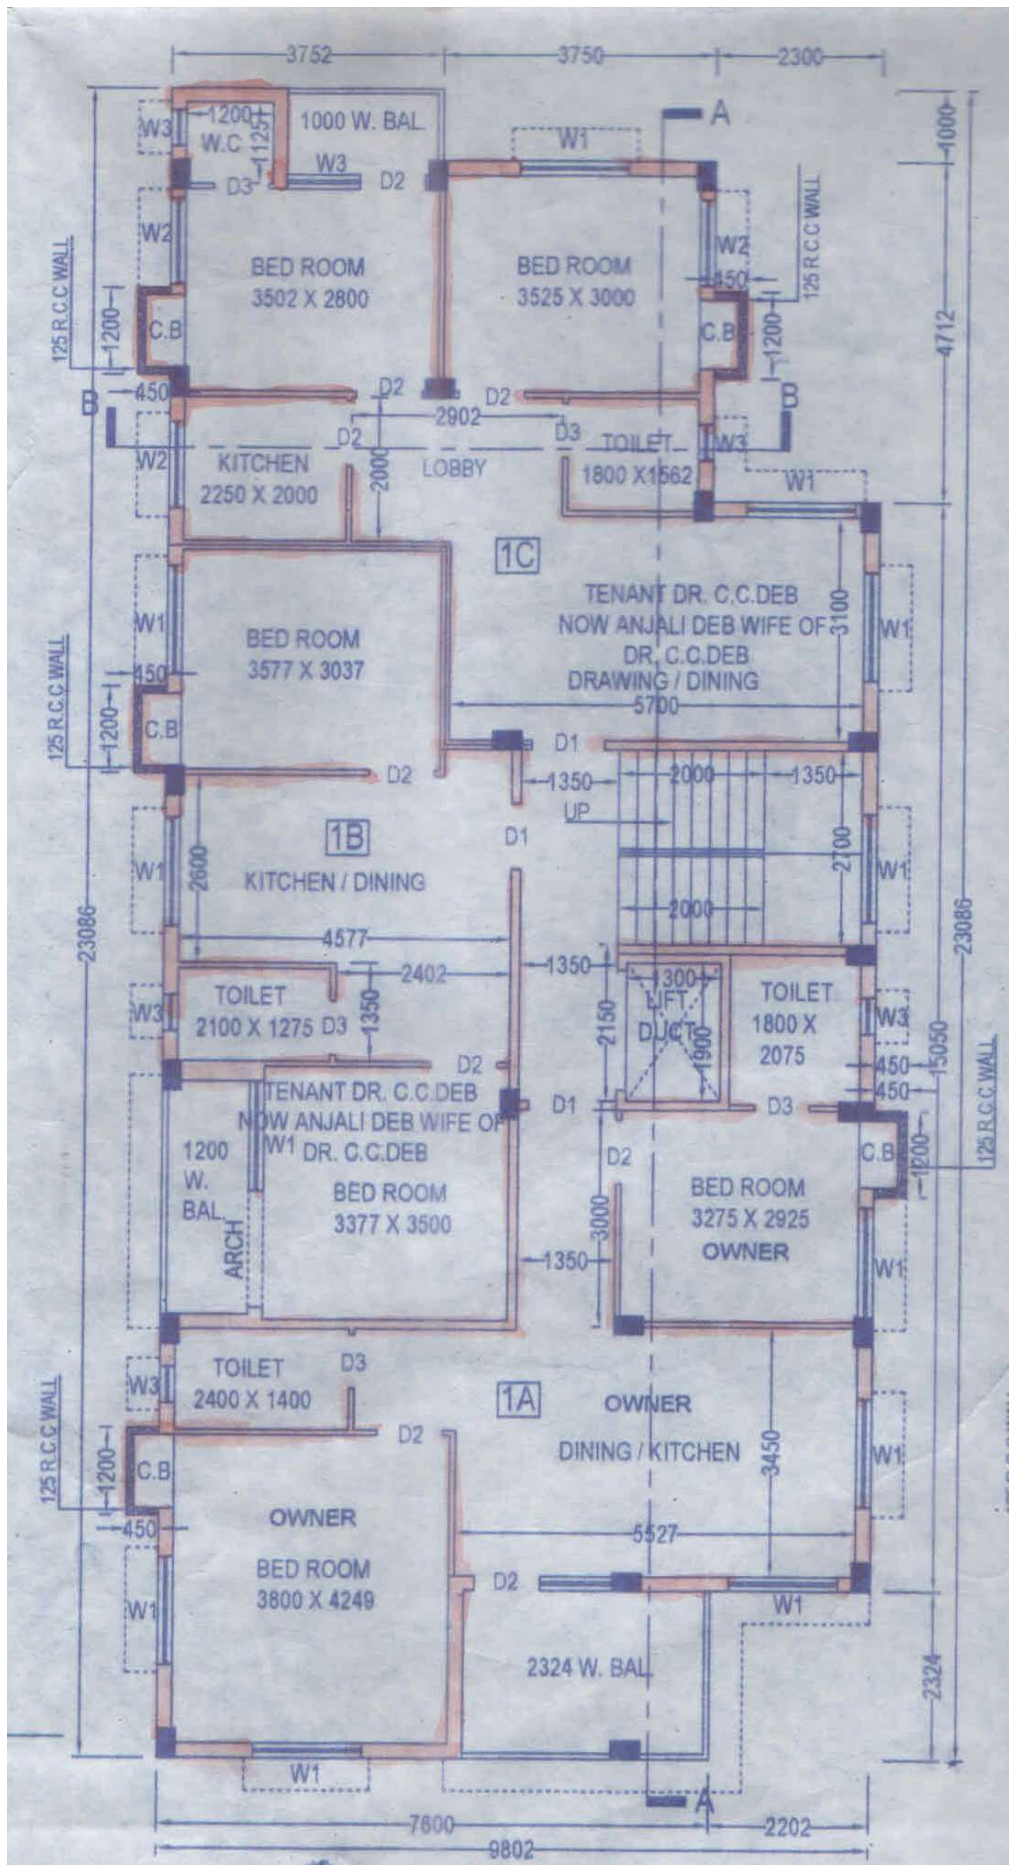 3752
3750
2300
1200
W.C
1125
1000 W. BAL.
W3
W3
D3
D2
W1
A
1000
W2
W2
BED ROOM
3502 X 2800
BED ROOM
3525 X 3000
125 R.C.C WALL
125 R.C.C WALL
450
1200
C.B
C.B
1200
4712
450
D2
D2
B
B
2902
D2
D3
W2
KITCHEN
2250 X 2000
2000
LOBBY
TOILET
1800 X1562
W3
W1
1C
TENANT DR. C.C.DEB
NOW ANJALI DEB WIFE OF
DR. C.C.DEB
DRAWING / DINING
5700
3100
W1
W1
BED ROOM
3577 X 3037
450
125 R.C.C WALL
1200
C.B
D1
D2
1350
2000
1350
UP
1B
D1
W1
2600
KITCHEN / DINING
2700
W1
2000
4577
23086
23086
2402
1350
TOILET
2100 X 1275
W3
D3
1350
2150
1300
LIFT
DUCT
1900
TOILET
1800 X
2075
W3
450
450
15050
D2
D1
D3
TENANT DR. C.C.DEB
NOW ANJALI DEB WIFE OF
DR. C.C.DEB
W1
1200
W.
BAL.
ARCH
BED ROOM
3377 X 3500
D2
3000
1350
BED ROOM
3275 X 2925
OWNER
C.B
1200
125 R.C.C WALL
W1
TOILET
2400 X 1400
W3
D3
1A
OWNER
DINING / KITCHEN
3450
W1
D2
125 R.C.C WALL
1200
C.B
450
OWNER
BED ROOM
3800 X 4249
5527
D2
W1
W1
2324 W. BAL.
2324
W1
A
7600
2202
9802